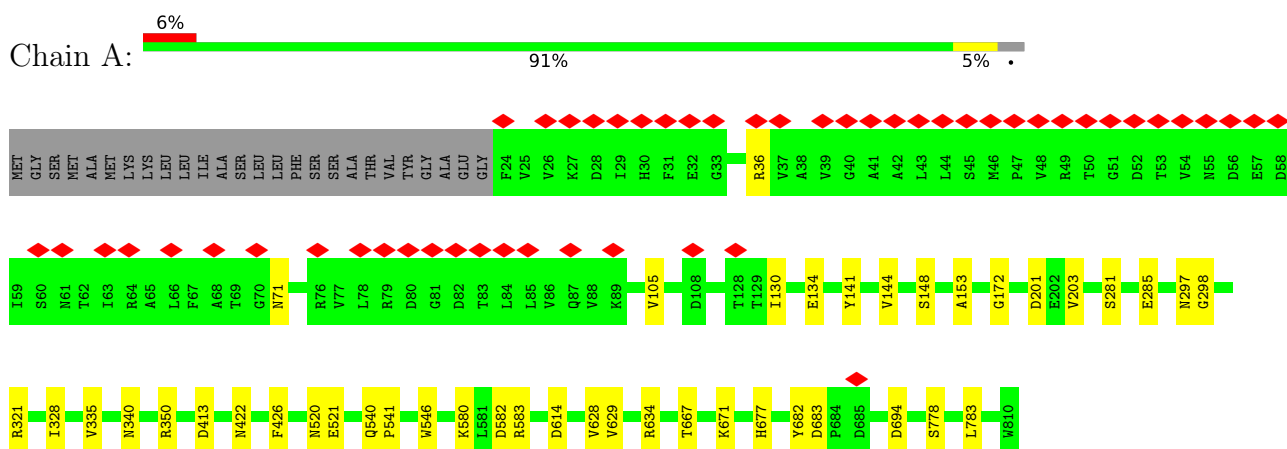 6%
Chain A:
91%
5%
•
MET GLY SER MET ALA MET LYS LYS LEU LEU ILE ALA SER LEU LEU PHE SER SER ALA THR VAL TYR GLY ALA GLU GLY F24 V25 V26 K27 D28 I29 H30 F31 E32 G33 R36 V37 A38 V39 G40 A41 A42 L43 L44 S45 M46 P47 V48 R49 T50 G51 D52 T53 V54 N55 D56 E57 D58
I59 S60 N61 T62 I63 R64 A65 L66 F67 A68 T69 G70 N71 R76 V77 L78 R79 D80 G81 D82 T83 L84 L85 V86 Q87 V88 K89 V105 D108 T128 T129 I130 E134 Y141 V144 S148 A153 G172 D201 E202 V203 S281 E285 N297 G298
R321 I328 V335 N340 R350 D413 N422 F426 N520 E521 Q540 P541 W546 K580 L581 D582 R583 D614 V628 V629 R634 T667 K671 H677 Y682 D683 P684 D685 D694 S778 L783 W810